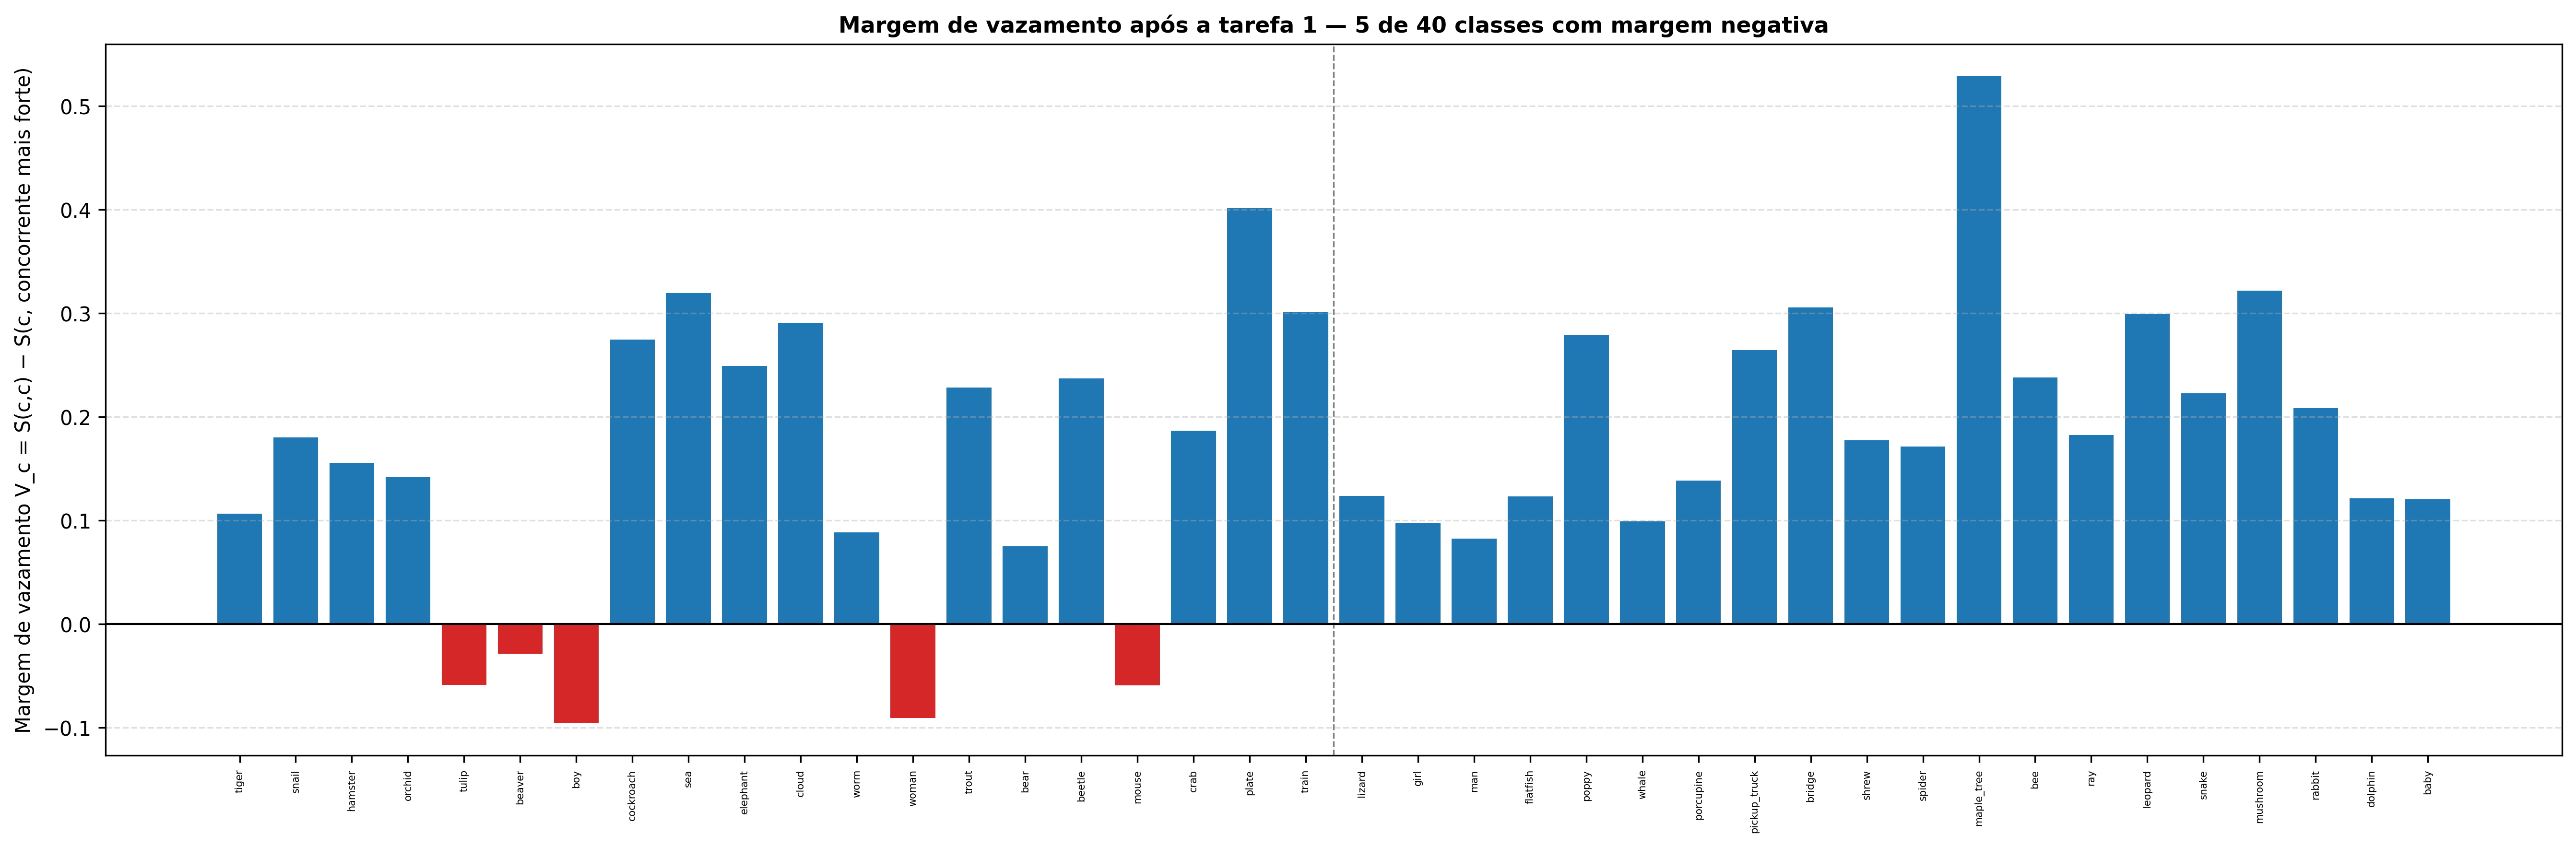 Margem de vazamento após a tarefa 1 — 5 de 40 classes com margem negativa
Margem de vazamento V_c = S(c,c) − S(c, concorrente mais forte)
0.5
0.4
0.3
0.2
0.1
0.0
−0.1
tiger
snail
hamster
orchid
tulip
beaver
boy
cockroach
sea
elephant
cloud
worm
woman
trout
bear
beetle
mouse
crab
plate
train
lizard
girl
man
flatfish
poppy
whale
porcupine
pickup_truck
bridge
shrew
spider
maple_tree
bee
ray
leopard
snake
mushroom
rabbit
dolphin
baby